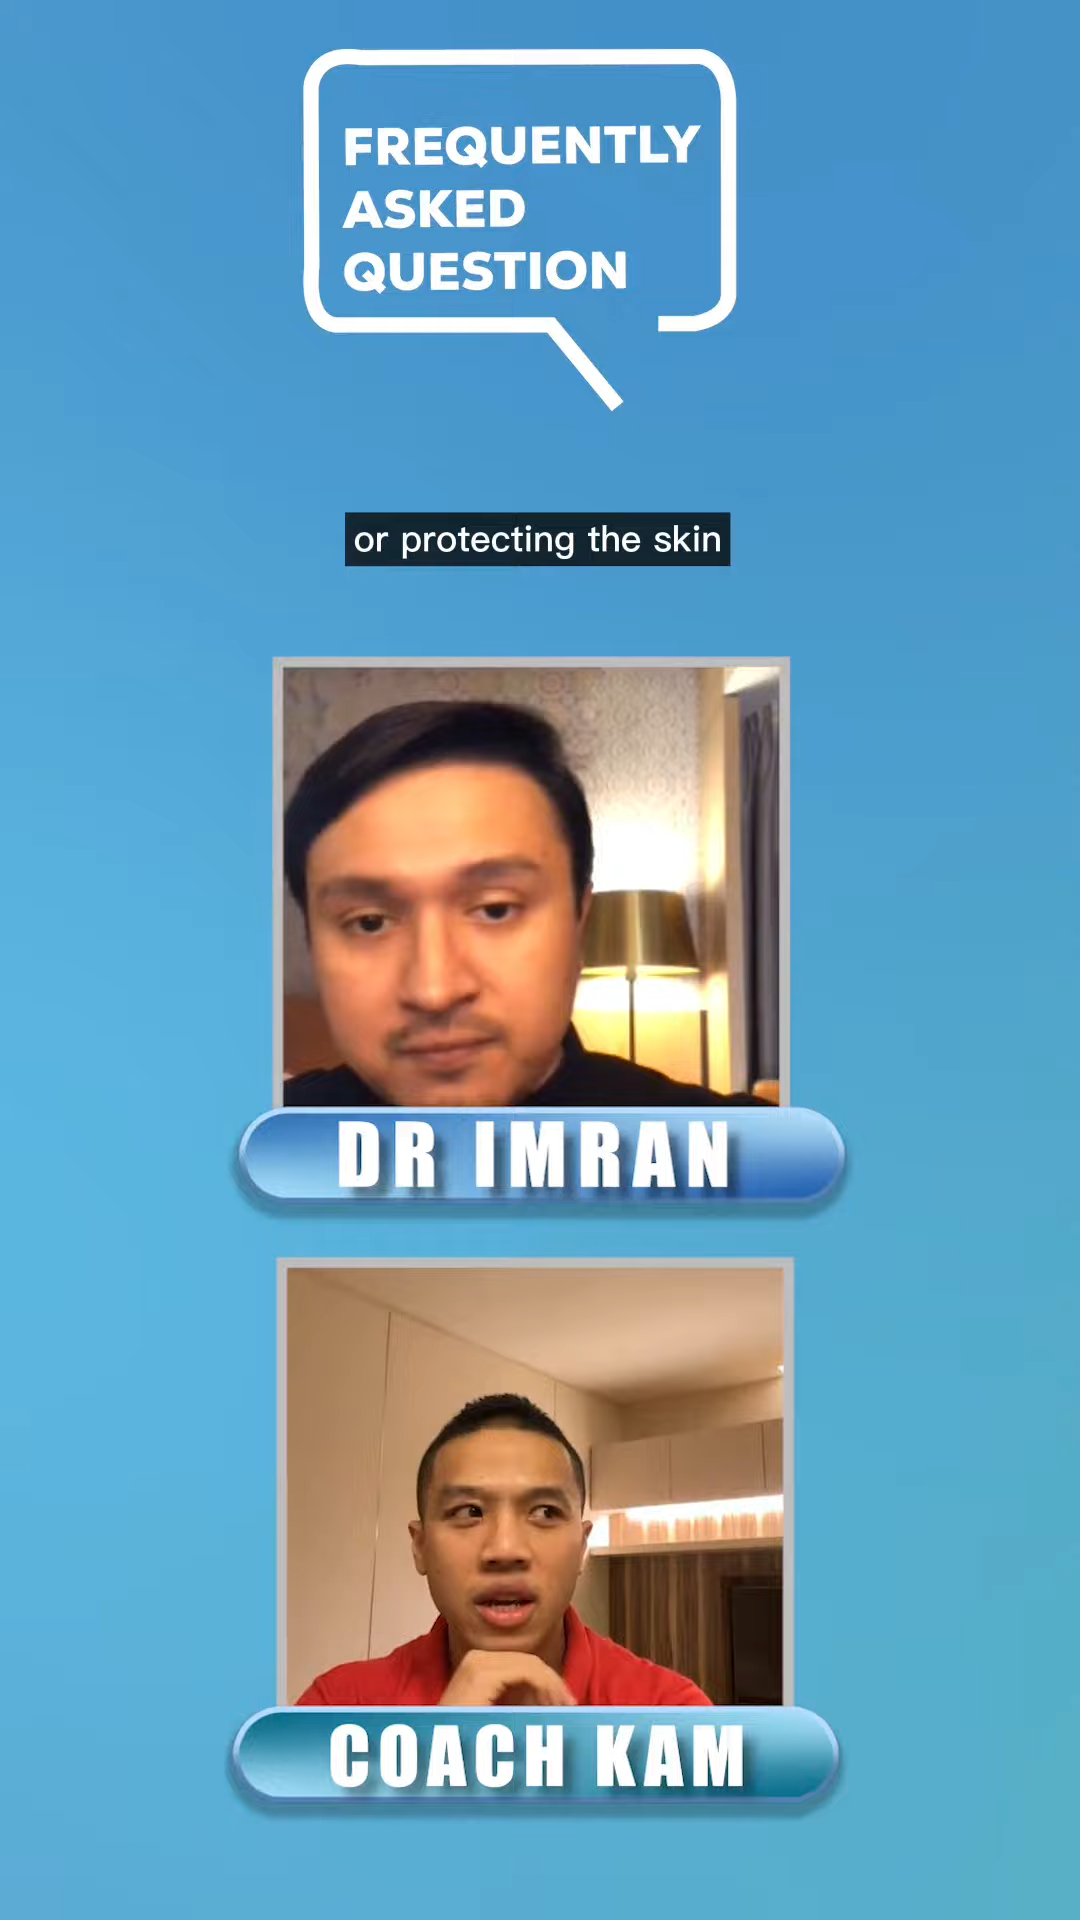 FREQUENTLY
ASKED
QUESTION
or protecting the skin
DR IMRAN
COACH KAM